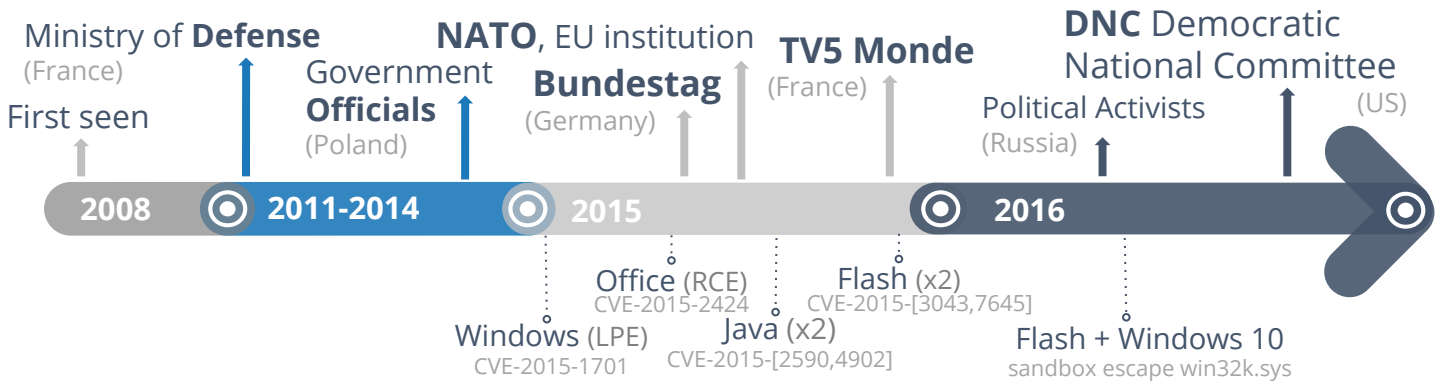 Ministry of Defense
(France)
First seen
Government
Officials
(Poland)
NATO, EU institution
Bundestag
(Germany)
TV5 Monde
(France)
DNC Democratic
National Committee
(US)
Political Activists
(Russia)
2008
2011-2014
2015
2016
Windows (LPE)
CVE-2015-1701
Office (RCE)
CVE-2015-2424
Java (x2)
CVE-2015-[2590,4902]
Flash (x2)
CVE-2015-[3043,7645]
Flash + Windows 10
sandbox escape win32k.sys